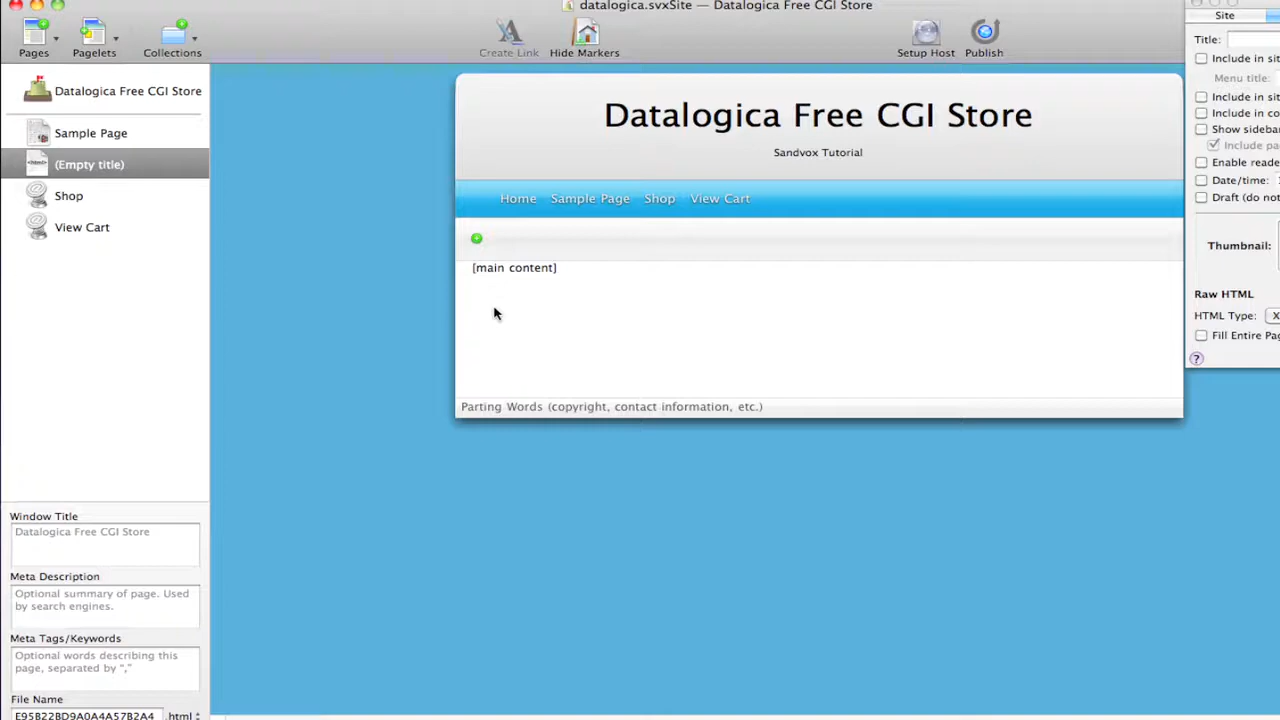 datalogica.svxSite — Datalogica Free CGI Store
Pages
Pagelets
Collections
Create Link
Hide Markers
Setup Host
Publish
Datalogica Free CGI Store
Sample Page
(Empty title)
Shop
View Cart
Window Title
Datalogica Free CGI Store
Meta Description
Optional summary of page. Used
by search engines.
Meta Tags/Keywords
Optional words describing this
page, separated by “,”
File Name
E95B22BD9A0A4A57B2A4 .html
Datalogica Free CGI Store
Sandvox Tutorial
Home Sample Page Shop View Cart
[main content]
Parting Words (copyright, contact information, etc.)
Site
Title:
Include in sit
Menu title:
Include in sit
Include in co
Show sideba
Include pa
Enable reade
Date/time:
Draft (do not
Thumbnail:
Raw HTML
HTML Type: X
Fill Entire Pag
?